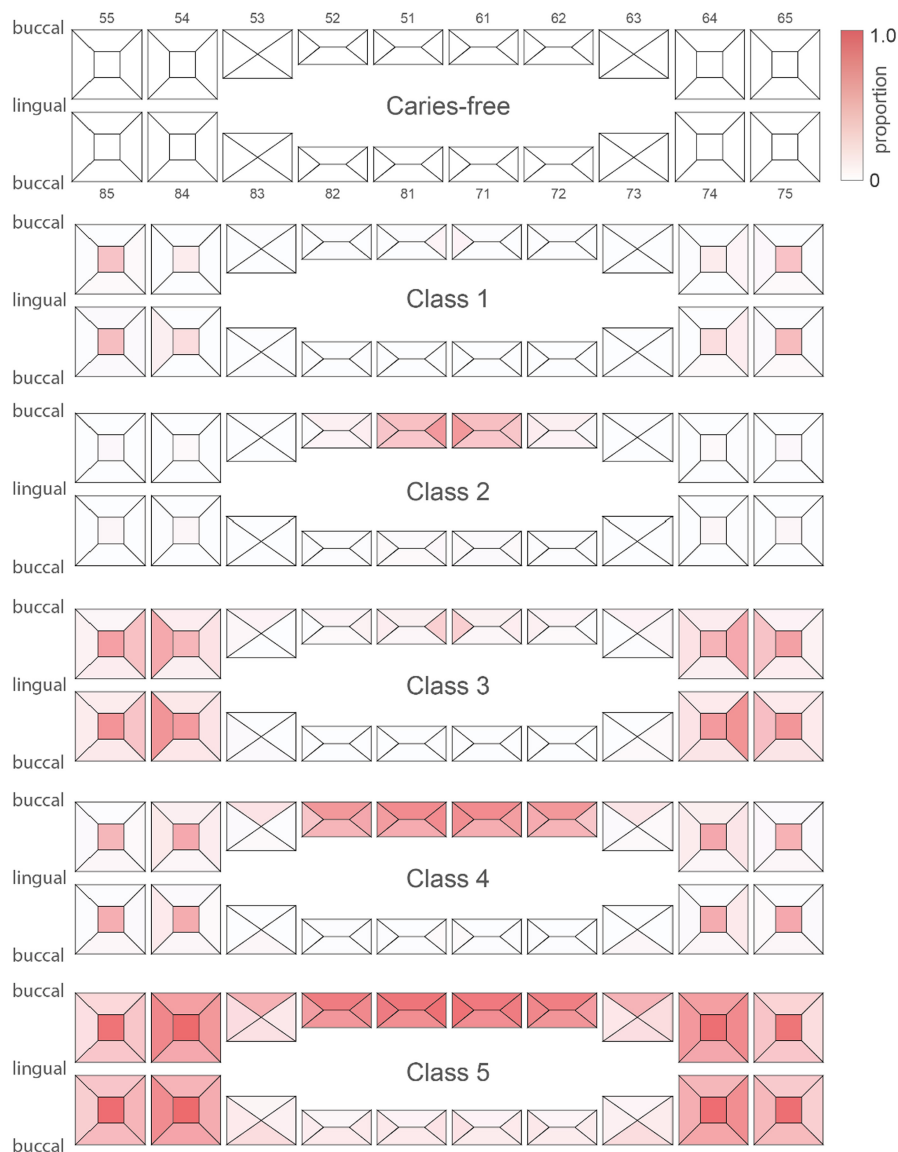 55 54 53 52 51 61 62 63 64 65
buccal
1.0
lingual
Caries-free
proportion
buccal
0
85 84 83 82 81 71 72 73 74 75
buccal
lingual
Class 1
buccal
buccal
lingual
Class 2
buccal
buccal
lingual
Class 3
buccal
buccal
lingual
Class 4
buccal
buccal
lingual
Class 5
buccal